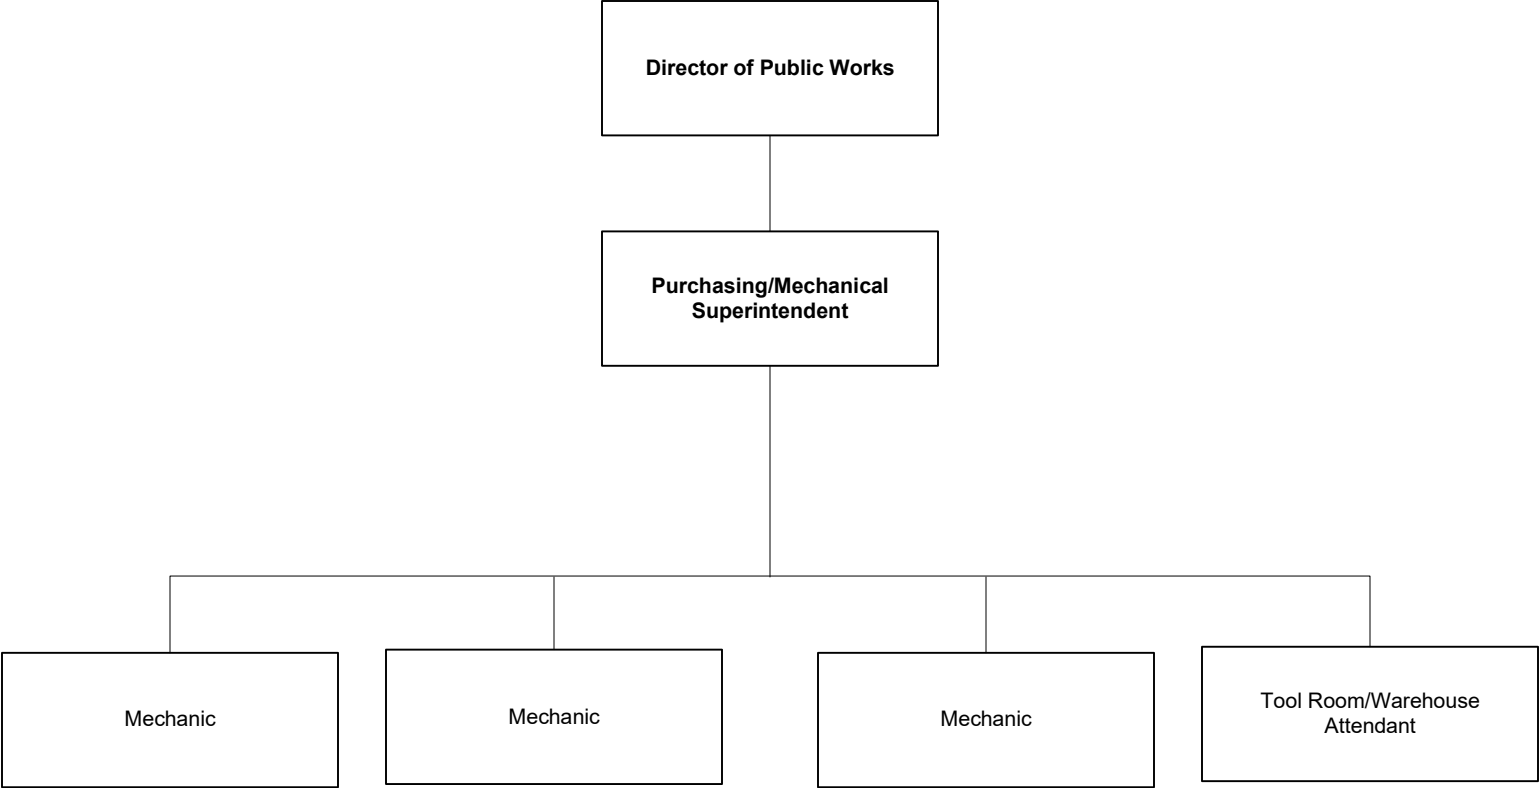 Director of Public Works
Purchasing/Mechanical
Superintendent
Mechanic
Mechanic
Mechanic
Tool Room/Warehouse
Attendant